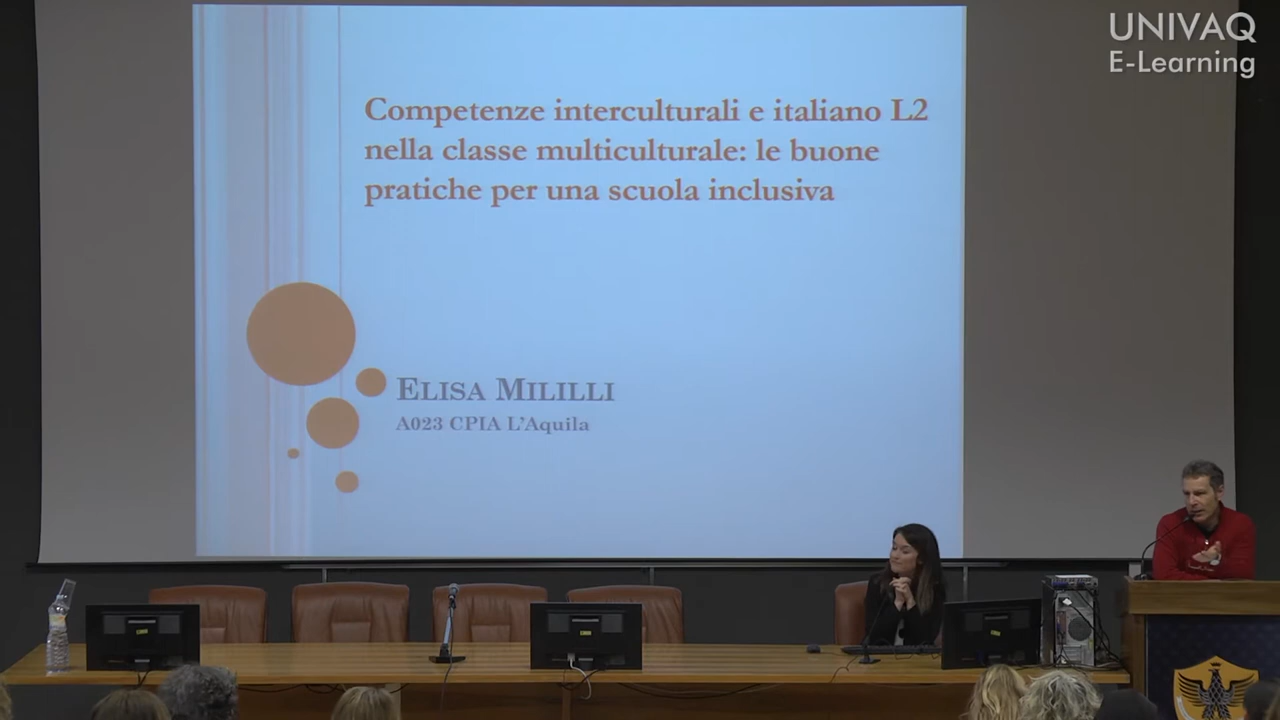 UNIVAQ
E-Learning
Competenze interculturali e italiano L2
nella classe multiculturale: le buone
pratiche per una scuola inclusiva
ELISA MILILLI
A023 CPIA L'Aquila